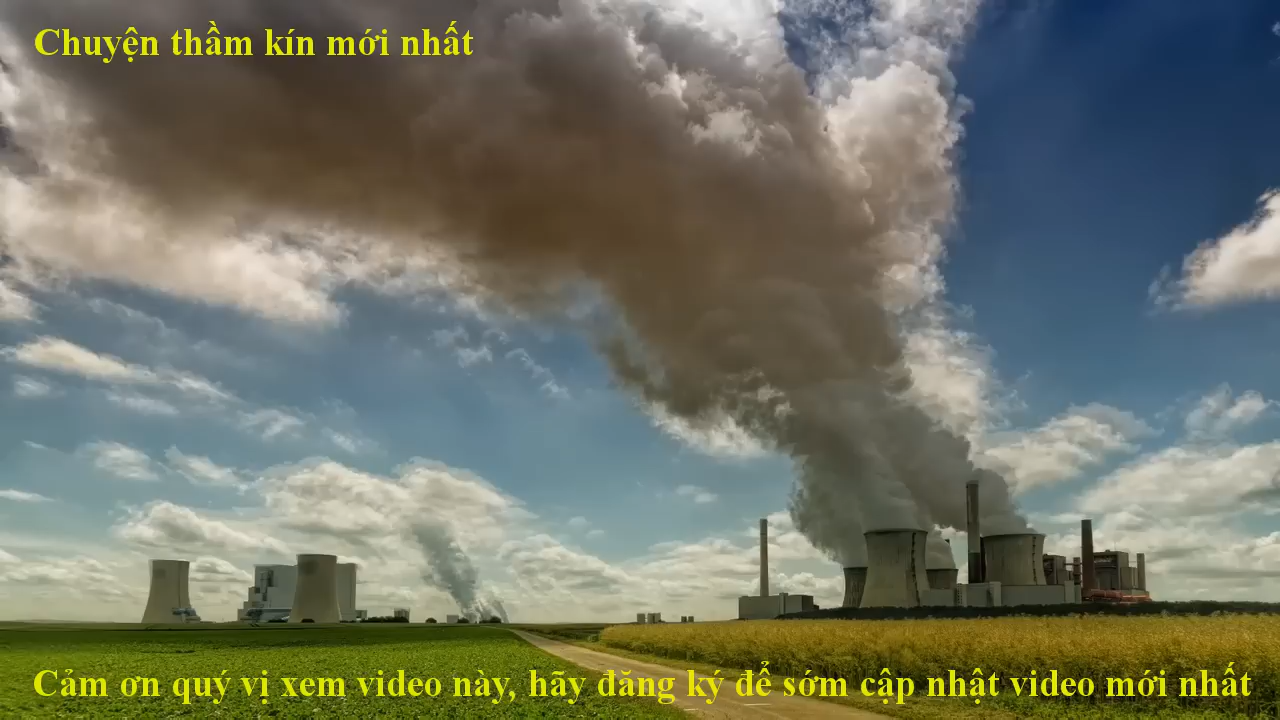 Chuyện thầm kín mới nhất
Cảm ơn quý vị xem video này, hãy đăng ký để sớm cập nhật video mới nhất